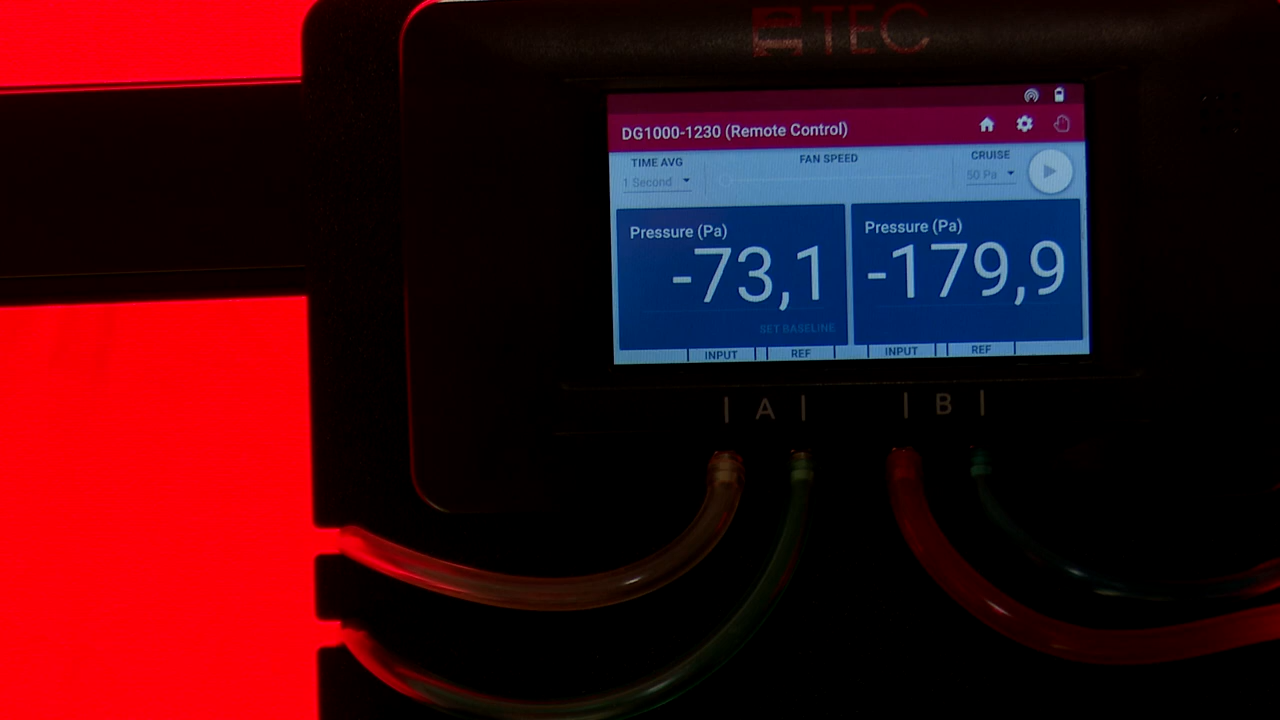 TEC
DG1000-1230 (Remote Control)
TIME AVG
FAN SPEED
CRUISE
1 Second
50 Pa
Pressure (Pa)
-73,1
SET BASELINE
Pressure (Pa)
-179,9
INPUT REF INPUT REF
A B